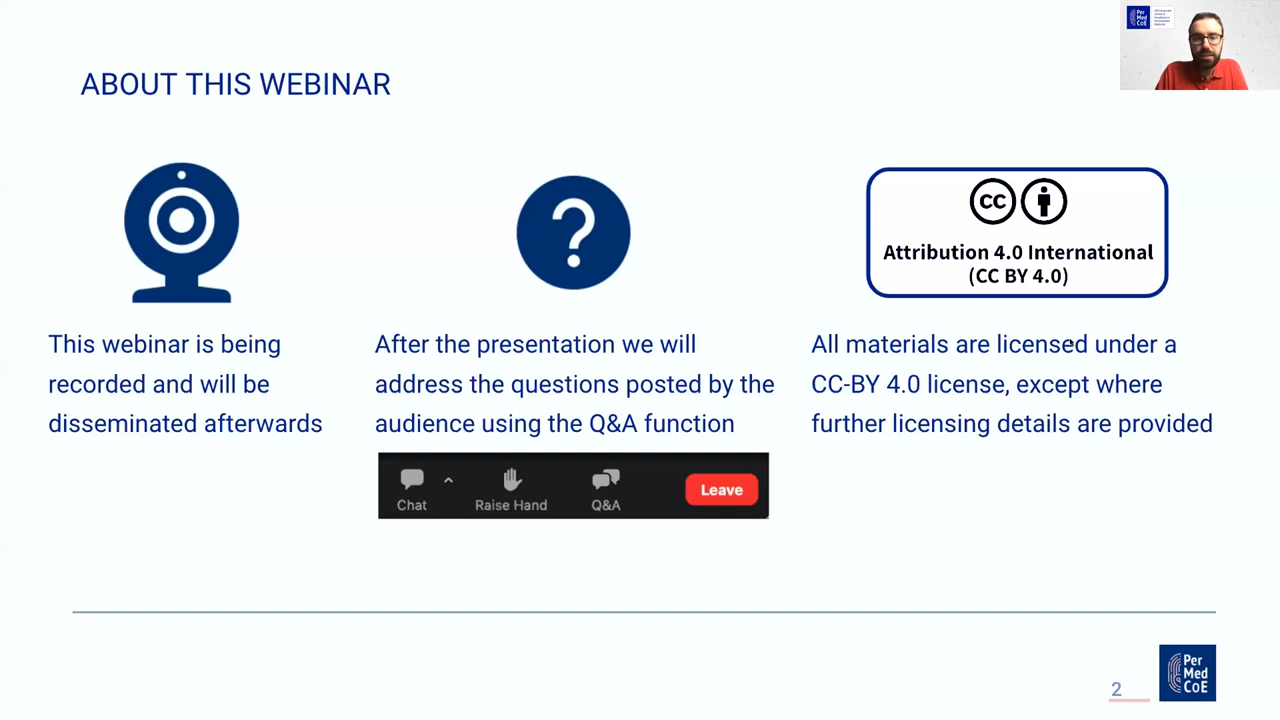 Per
Med
CoE
ABOUT THIS WEBINAR
?
cc
Attribution 4.0 International
(CC BY 4.0)
This webinar is being
recorded and will be
disseminated afterwards
After the presentation we will
address the questions posted by the
audience using the Q&A function
Chat
Raise Hand
Q&A
Leave
All materials are licensed under a
CC-BY 4.0 license, except where
further licensing details are provided
2
Per
Med
CoE